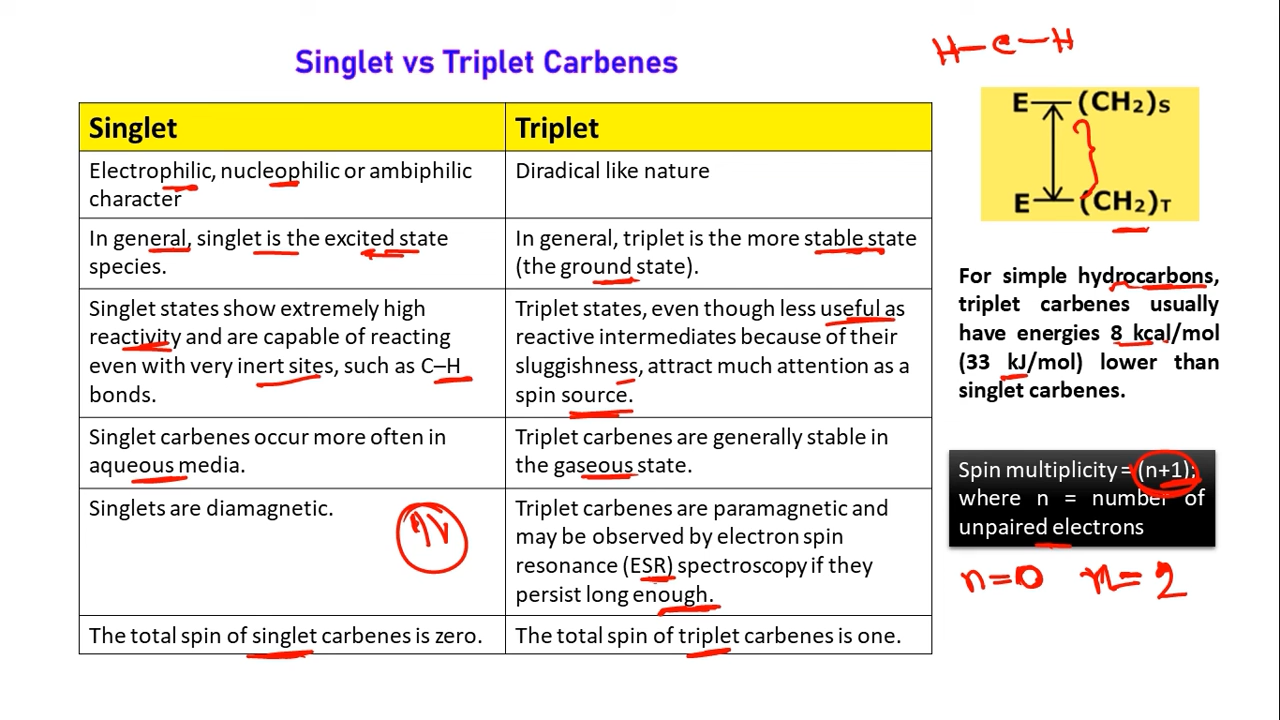 Singlet vs Triplet Carbenes
H–C–H
Singlet
Triplet
Electrophilic, nucleophilic or ambiphilic
character
Diradical like nature
In general, singlet is the excited state
species.
In general, triplet is the more stable state
(the ground state).
Singlet states show extremely high
reactivity and are capable of reacting
even with very inert sites, such as C–H
bonds.
Triplet states, even though less useful as
reactive intermediates because of their
sluggishness, attract much attention as a
spin source.
Singlet carbenes occur more often in
aqueous media.
Triplet carbenes are generally stable in
the gaseous state.
Singlets are diamagnetic.
Triplet carbenes are paramagnetic and
may be observed by electron spin
resonance (ESR) spectroscopy if they
persist long enough.
The total spin of singlet carbenes is zero.
The total spin of triplet carbenes is one.
E (CH2)S
E (CH2)T
For simple hydrocarbons,
triplet carbenes usually
have energies 8 kcal/mol
(33 kJ/mol) lower than
singlet carbenes.
Spin multiplicity = (n+1);
where n = number of
unpaired electrons
n=0 n=2